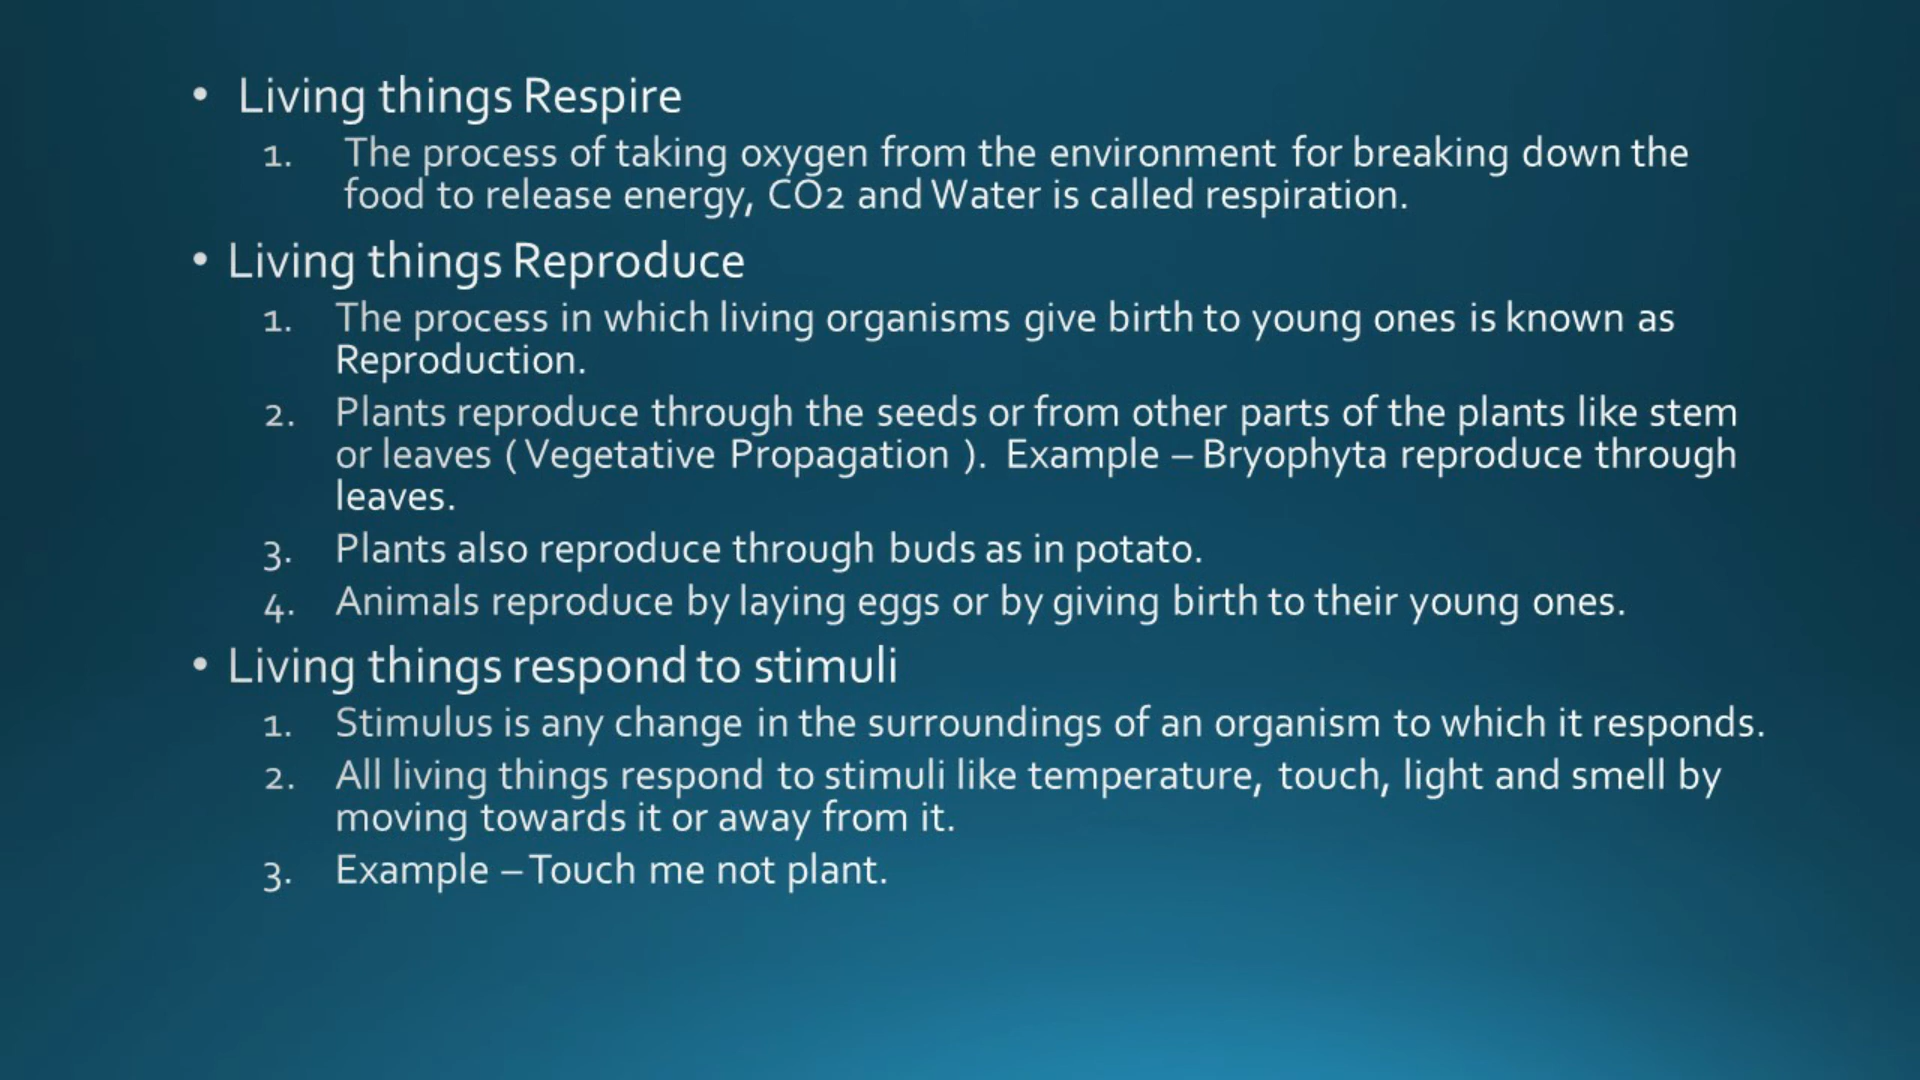 • Living things Respire
1. The process of taking oxygen from the environment for breaking down the
food to release energy, CO2 and Water is called respiration.
• Living things Reproduce
1. The process in which living organisms give birth to young ones is known as
Reproduction.
2. Plants reproduce through the seeds or from other parts of the plants like stem
or leaves ( Vegetative Propagation ). Example – Bryophyta reproduce through
leaves.
3. Plants also reproduce through buds as in potato.
4. Animals reproduce by laying eggs or by giving birth to their young ones.
• Living things respond to stimuli
1. Stimulus is any change in the surroundings of an organism to which it responds.
2. All living things respond to stimuli like temperature, touch, light and smell by
moving towards it or away from it.
3. Example – Touch me not plant.